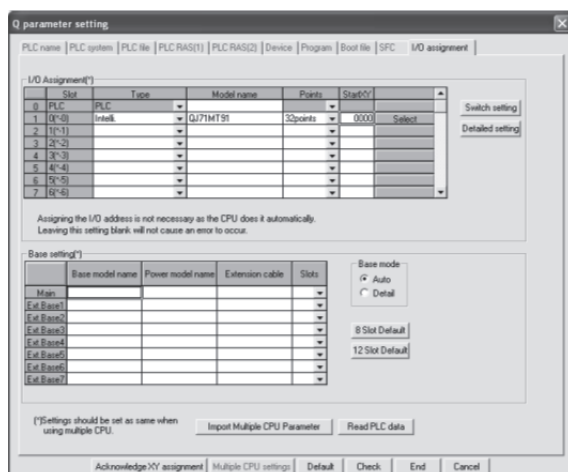 Q parameter setting
PLC name PLC system PLC file PLC RAS(1) PLC RAS(2) Device Program Boot file SFC I/O assignment
I/O Assignment(*)
Slot Type Model name Points StartXY
0 PLC PLC
1 0(*-0) Intelli. QJ71MT91 32points 0000 Select
2 1(*-1)
3 2(*-2)
4 3(*-3)
5 4(*-4)
6 5(*-5)
7 6(*-6)
Switch setting
Detailed setting
Assigning the I/O address is not necessary as the CPU does it automatically.
Leaving this setting blank will not cause an error to occur.
Base setting(*)
Base model name Power model name Extension cable Slots
Main
Ext.Base1
Ext.Base2
Ext.Base3
Ext.Base4
Ext.Base5
Ext.Base6
Ext.Base7
Base mode
Auto
Detail
8 Slot Default
12 Slot Default
(*)Settings should be set as same when
using multiple CPU.
Import Multiple CPU Parameter Read PLC data
Acknowledge XY assignment Multiple CPU settings Default Check End Cancel